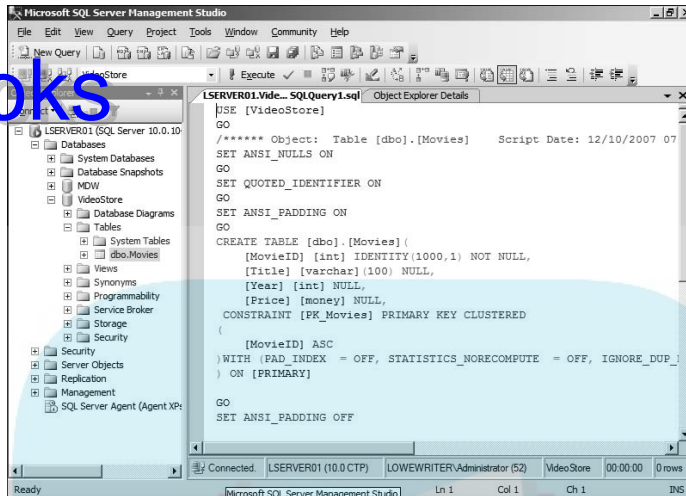 Microsoft SQL Server Management Studio
File Edit View Query Project Tools Window Community Help
New Query
VideoStore Execute
oks
LSERVER01.Vide... SQLQuery1.sql Object Explorer Details
LSERVER01 (SQL Server 10.0.10
Databases
System Databases
Database Snapshots
MDW
VideoStore
Database Diagrams
Tables
System Tables
dbo.Movies
Views
Synonyms
Programmability
Service Broker
Storage
Security
Security
Server Objects
Replication
Management
SQL Server Agent (Agent XPs
USE [VideoStore]
GO
/****** Object: Table [dbo].[Movies] Script Date: 12/10/2007 07
SET ANSI_NULLS ON
GO
SET QUOTED_IDENTIFIER ON
GO
SET ANSI_PADDING ON
GO
CREATE TABLE [dbo].[Movies](
[MovieID] [int] IDENTITY(1000,1) NOT NULL,
[Title] [varchar](100) NULL,
[Year] [int] NULL,
[Price] [money] NULL,
CONSTRAINT [PK_Movies] PRIMARY KEY CLUSTERED
(
[MovieID] ASC
)WITH (PAD_INDEX = OFF, STATISTICS_NORECOMPUTE = OFF, IGNORE_DUP_
) ON [PRIMARY]
GO
SET ANSI_PADDING OFF
Connected. LSERVER01 (10.0 CTP) LOWEWRITER\Administrator (52) VideoStore 00:00:00 0 rows
Ready Microsoft SQL Server Management Studio Ln 1 Col 1 Ch 1 INS